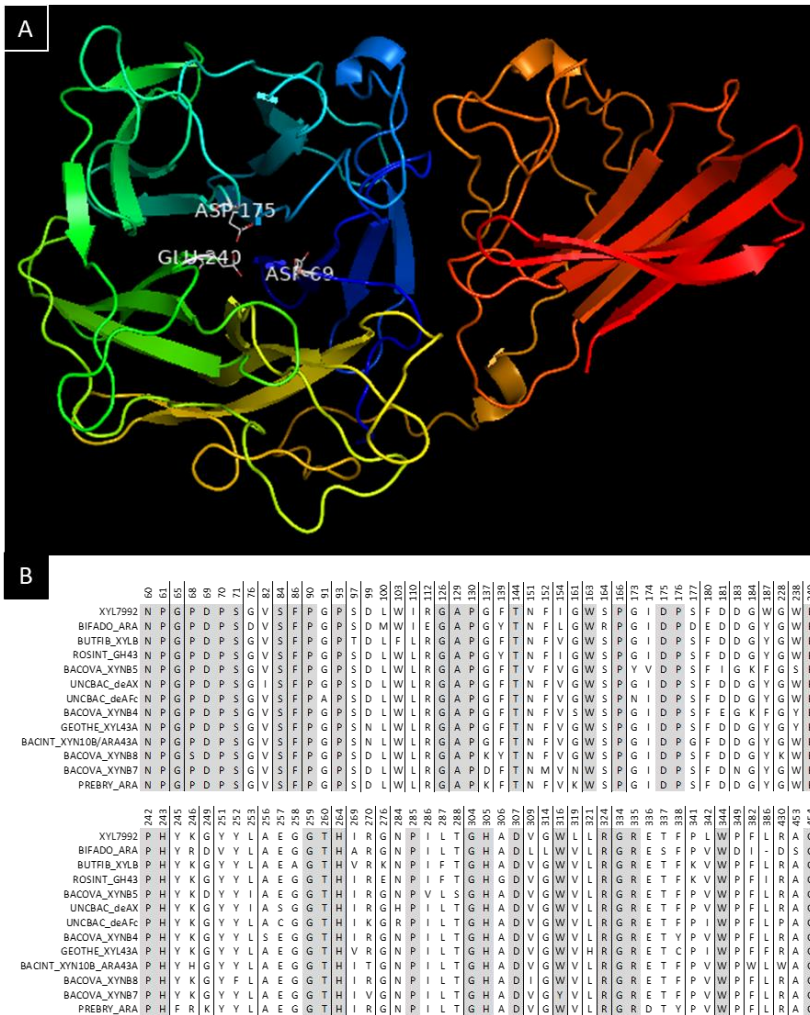 A
ASP-175
GLU-240
ASP-69
B
60 61 65 68 69 70 71 76 82 84 86 90 91 93 97 99 100 103 110 112 126 129 130 137 139 144 151 152 154 161 163 164 166 173 174 175 176 177 180 181 184 187 228 238
XYL7992 N P G P D P S G V S F P G P S D L W I R G A P G F T N F I G W S P G I D P S F D D G W G W
BIFADO_ARA N P G P D P S D V S F P G P S D M W I E G A P G Y T N F L G W R P G I D P D E D D G Y G W
BUTFIB_XYLB N P G P D P S G V S F P G P T D L F L R G A P G F T N F V G W S P G I D P S F D D G Y G W
ROSINT_GH43 N P G P D P S G V S F P G P S D L W L R G A P G Y T N F I G W S P G I D P S F D D G Y G W
BACOVA_XYNB5 N P G P D P S G V S F P G P S D L W L R G A P G F T V F V G W S P Y V D P S F I G K F G S
UNCBAC_deAX N P G P D P S G I S F P G P S D L W L R G A P G F T N F V G W S P G I D P S F D D G Y G W
UNCBAC_deAFc N P G P D P S G V S F P A P S D L W L R G A P G F T N F V G W S P N I D P S F D D G Y G W
BACOVA_XYNB4 N P G P D P S G V S F P G P S D L W L R G A P G F T N F V G W S P G I D P S F E G K F G Y
GEOTHE_XYL43A N P G P D P S G V S F P G P S N L W L R G A P G F T N F V G W S P G I D P S F D D G Y G W
BACINT_XYN10B/ARA43A N P G P D P S G V S F P G P S N L W L R G A P G F T N F V G W S P G I D P G F D D G Y G W
BACOVA_XYNB8 N P G S D P S G V S F P G P S D L W L R G A P K Y T N F V G W S P G I D P S F D D G Y K W
BACOVA_XYNB7 N P G P D P S G V S F P G P S D L W L R G A P D F T N M V N W S P G I D P S F D N G Y G W
PREBRY_ARA N P G P D P S G V S F P G P S D L W L R G A P K F T N F V G W S P G I D P S F D D G Y G W
242 243 245 246 249 251 252 253 256 257 258 259 260 264 269 270 276 284 285 286 287 288 304 305 306 307 309 316 321 324 334 335 336 337 338 341 342 344 349 382 386 430 453
XYL7992 P H Y K G Y Y L A E G G T H I R G N P I L T G H A D V G W L L R G R E T F P L W P F L R A
BIFADO_ARA P H Y R D V Y L A E G G T H A R G N P I L T G H A D L L W V L R G R E S F P V W D I - D S
BUTFIB_XYLB P H Y K G Y Y L A E A G T H V R K N P I F T G H A D V G W V L R G R E T F K V W P F L R A
ROSINT_GH43 P H Y K G Y Y L A E G G T H I R E N P I F T G H G D V G W V L R G R E T F K V W P I R A
BACOVA_XYNB5 P H Y K D Y Y I A E G G T H I R G N P V L S G H A D V G W V L R G R E T F P V W P F L R A
UNCBAC_deAX P H Y K G Y Y I A S G G T H I R G H P I L T G H A D V G W V L R G R E T F P V W P F L R A
UNCBAC_deAFc P H Y K G Y Y L A C G G T H I K G R P I L T G H A D V G W V L R G R E T F P I W P F L A
BACOVA_XYNB4 P H Y K G Y Y L S E G G T H I R G N P I L T G H A D V G W V L R G R E T Y P V W P F L R A
GEOTHE_XYL43A P H Y K G Y Y L A E G G T H V R G N P I L T G H A D V G W V H R G R E T C P I W P F L R A
BACINT_XYN10B_ARA43A P H Y H G Y Y L A E G G T H I T G N P I L T G H A D V G W V L R G R E T F P V W P W L W A
BACOVA_XYNB8 P H Y K G Y F L A E G G T H I R G N P I L T G H A D I G W V L R G R E T F P V W P F L R A
BACOVA_XYNB7 P H Y K G Y Y L A E G G T H I V G N P I L T G H A D V G W V L R G R E T F P V W P F L R A
PREBRY_ARA P H F R K Y Y L A E G G T H I R G N P I L T G H A D V G Y V L R G R D T Y P V W P F L R A